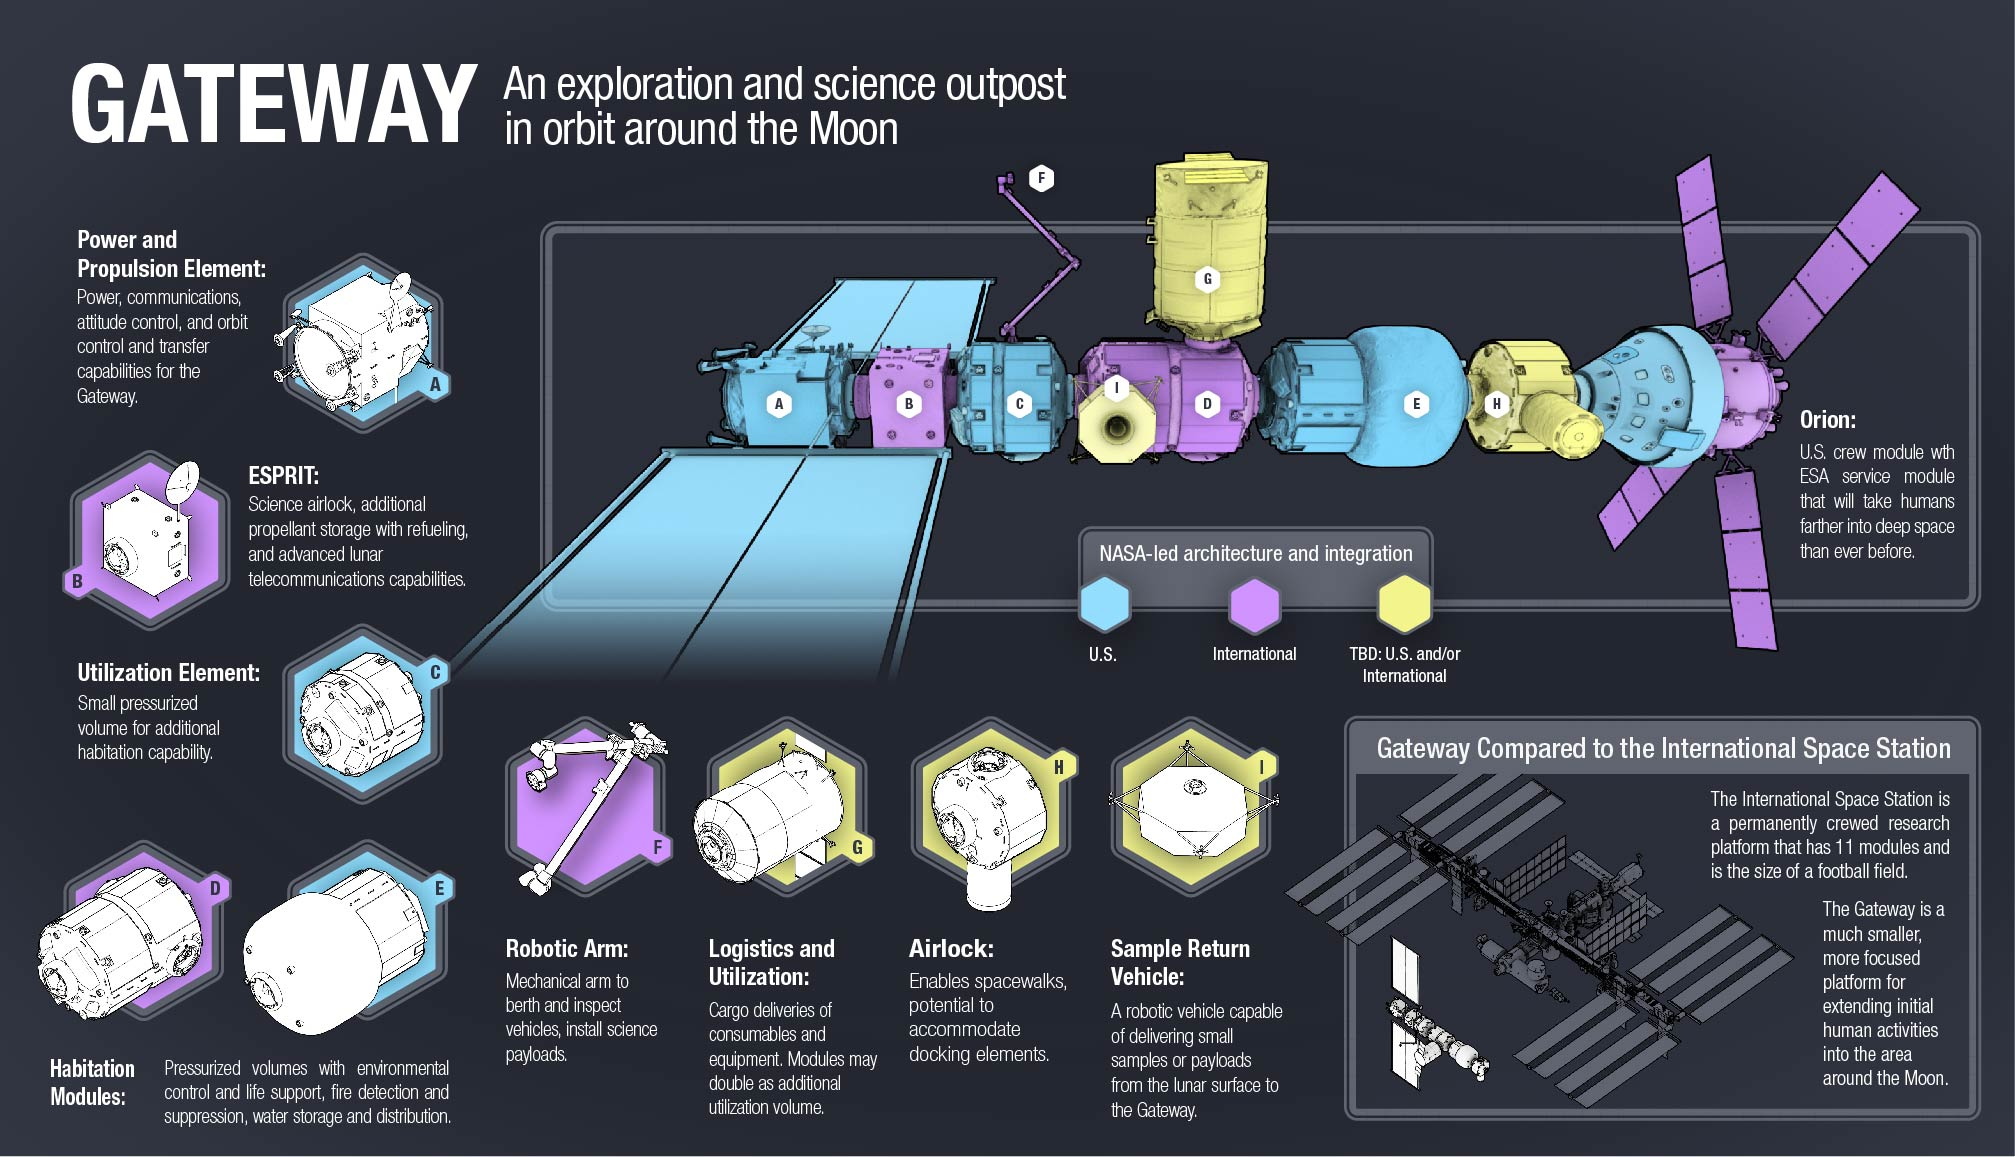 GATEWAY
An exploration and science outpost
in orbit around the Moon
Power and
Propulsion Element:
Power, communications,
attitude control, and orbit
control and transfer
capabilities for the
Gateway.
A
ESPRIT:
Science airlock, additional
propellant storage with refueling,
and advanced lunar
telecommunications capabilities.
B
Utilization Element:
Small pressurized
volume for additional
habitation capability.
C
D
E
Habitation
Modules:
Pressurized volumes with environmental
control and life support, fire detection and
suppression, water storage and distribution.
F
G
I
A
B
C
D
E
H
Orion:
U.S. crew module wth
ESA service module
that will take humans
farther into deep space
than ever before.
NASA-led architecture and integration
U.S.
International
TBD: U.S. and/or
International
F
Robotic Arm:
Mechanical arm to
berth and inspect
vehicles, install science
payloads.
G
Logistics and
Utilization:
Cargo deliveries of
consumables and
equipment. Modules may
double as additional
utilization volume.
H
Airlock:
Enables spacewalks,
potential to
accommodate
docking elements.
I
Sample Return
Vehicle:
A robotic vehicle capable
of delivering small
samples or payloads
from the lunar surface to
the Gateway.
Gateway Compared to the International Space Station
The International Space Station is
a permanently crewed research
platform that has 11 modules and
is the size of a football field.
The Gateway is a
much smaller,
more focused
platform for
extending initial
human activities
into the area
around the Moon.